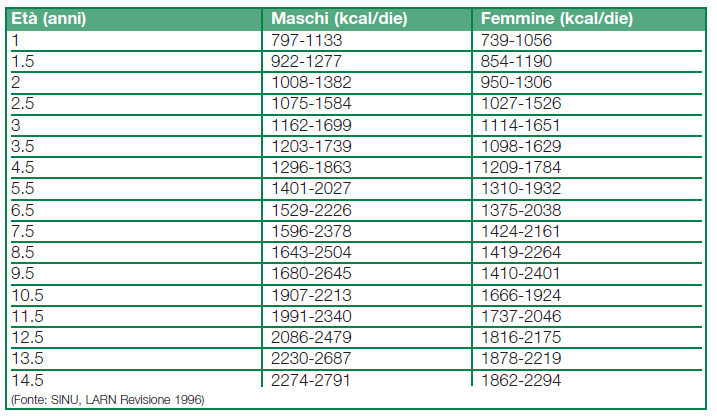 Età (anni) Maschi (kcal/die) Femmine (kcal/die)
1 797-1133 739-1056
1.5 922-1277 854-1190
2 1008-1382 950-1306
2.5 1075-1584 1027-1526
3 1162-1699 1114-1651
3.5 1203-1739 1098-1629
4.5 1296-1863 1209-1784
5.5 1401-2027 1310-1932
6.5 1529-2226 1375-2038
7.5 1596-2378 1424-2161
8.5 1643-2504 1419-2264
9.5 1680-2645 1410-2401
10.5 1907-2213 1666-1924
11.5 1991-2340 1737-2046
12.5 2086-2479 1816-2175
13.5 2230-2687 1878-2219
14.5 2274-2791 1862-2294
(Fonte: SINU, LARN Revisione 1996)